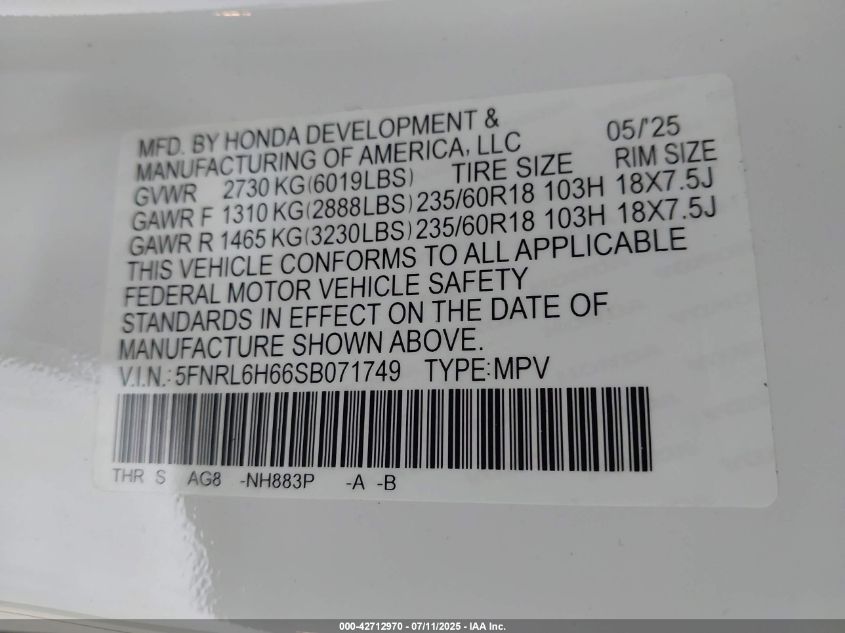 MFD. BY HONDA DEVELOPMENT &
MANUFACTURING OF AMERICA, LLC 05/'25
GVWR 2730 KG(6019LBS) TIRE SIZE RIM SIZE
GAWR F 1310 KG(2888LBS) 235/60R18 103H 18X7.5J
GAWR R 1465 KG(3230LBS) 235/60R18 103H 18X7.5J
THIS VEHICLE CONFORMS TO ALL APPLICABLE
FEDERAL MOTOR VEHICLE SAFETY
STANDARDS IN EFFECT ON THE DATE OF
MANUFACTURE SHOWN ABOVE.
V.I.N.: 5FNRL6H66SB071749 TYPE:MPV
THR S AG8 -NH883P -A -B
000-42712970 - 07/11/2025 - IAA Inc.